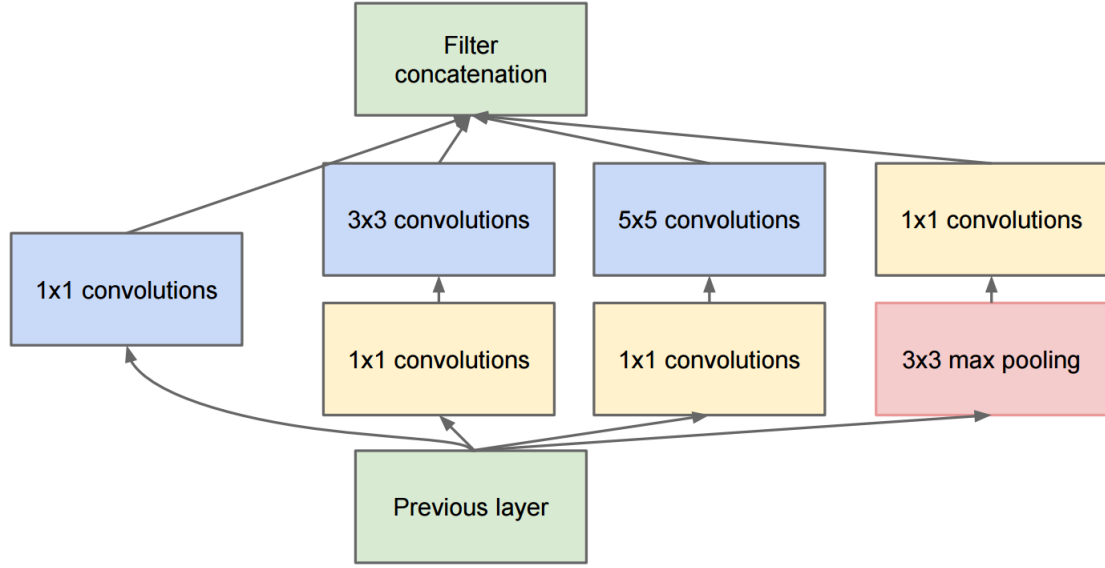 Filter
concatenation
3x3 convolutions
5x5 convolutions
1x1 convolutions
1x1 convolutions
1x1 convolutions
1x1 convolutions
3x3 max pooling
Previous layer